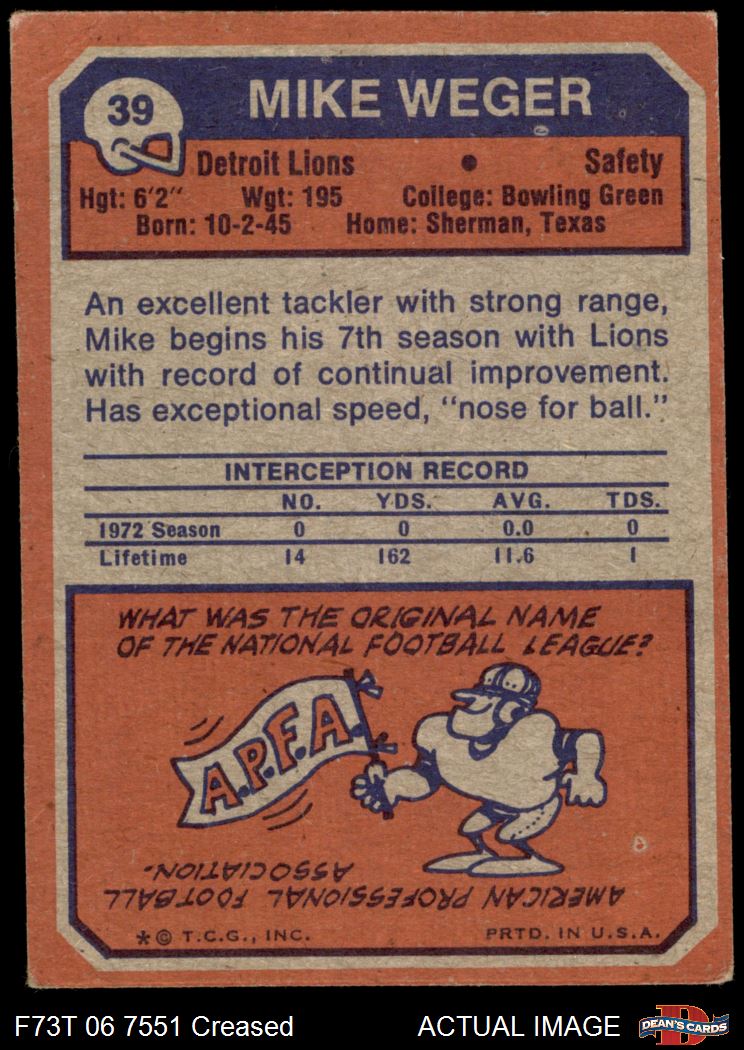 39
MIKE WEGER
Detroit Lions • Safety
Hgt: 6'2" Wgt: 195 College: Bowling Green
Born: 10-2-45 Home: Sherman, Texas
An excellent tackler with strong range,
Mike begins his 7th season with Lions
with record of continual improvement.
Has exceptional speed, "nose for ball."
INTERCEPTION RECORD
NO. YDS. AVG. TDS.
1972 Season 0 0 0.0 0
Lifetime 14 162 11.6 1
WHAT WAS THE ORIGINAL NAME
OF THE NATIONAL FOOTBALL LEAGUE?
A.P.F.A.
AMERICAN PROFESSIONAL FOOTBALL
ASSOCIATION.
*© T.C.G., INC. PRTD. IN U.S.A.
F73T 06 7551 Creased ACTUAL IMAGE
D
DEAN'S CARDS